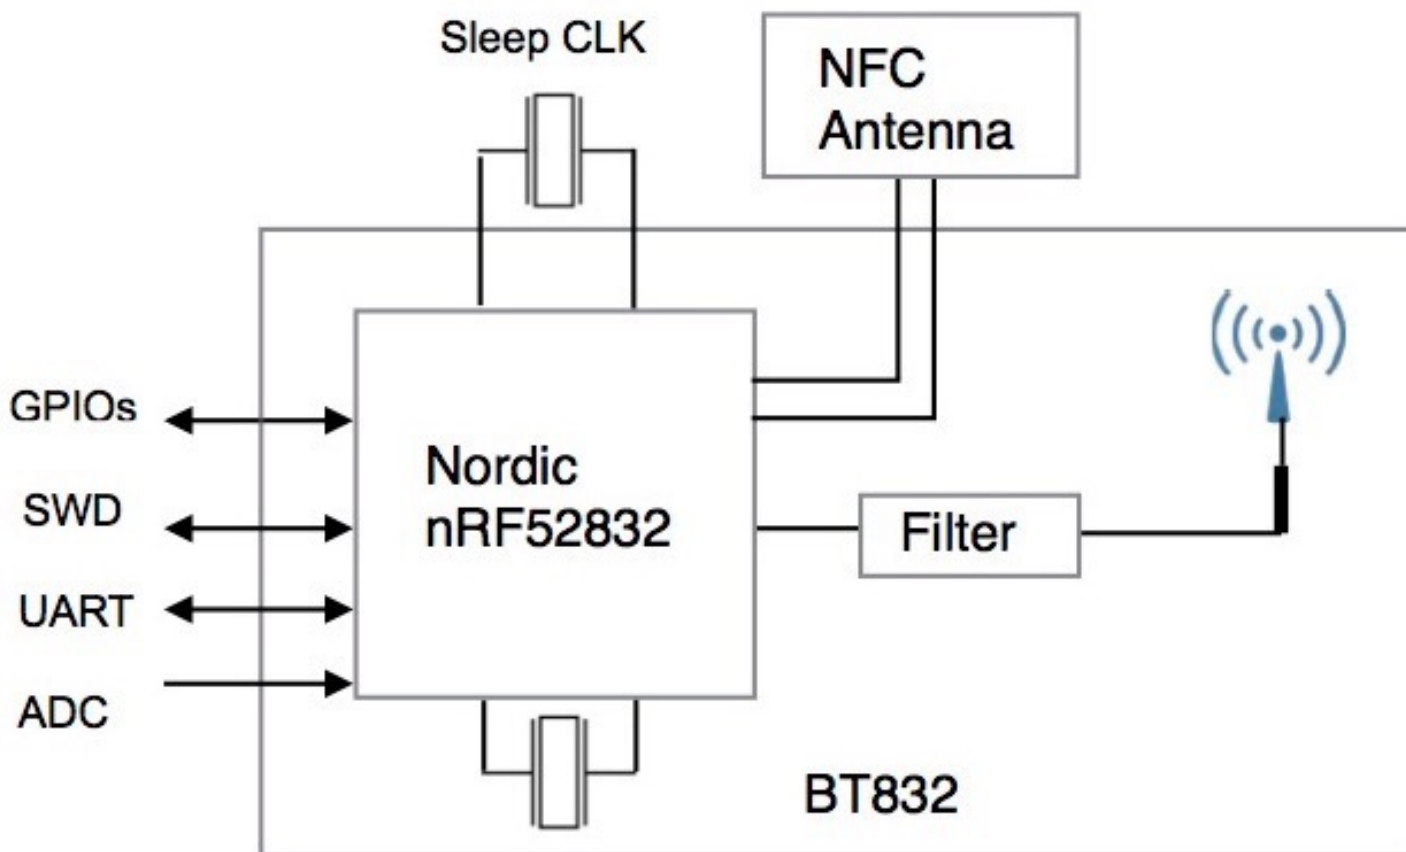 Sleep CLK
NFC
Antenna
GPIOs
SWD
UART
ADC
Nordic
nRF52832
Filter
BT832